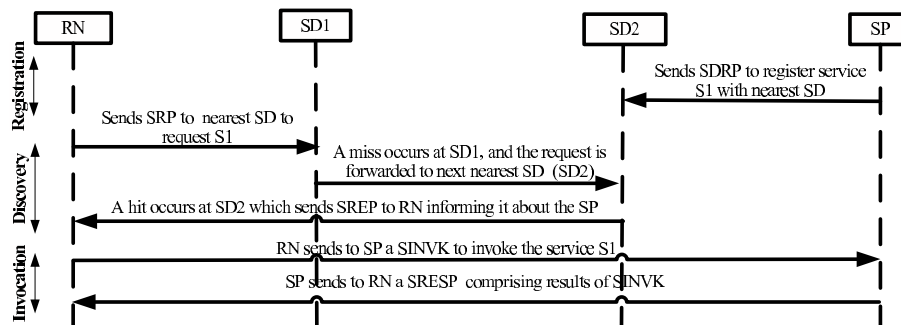 RN
SD1
SD2
SP
Registration
Sends SDRP to register service
S1 with nearest SD
Sends SRP to nearest SD to
request S1
Discovery
A miss occurs at SD1, and the request is
forwarded to next nearest SD (SD2)
A hit occurs at SD2 which sends SREP to RN informing it about the SP
Invocation
RN sends to SP a SINVK to invoke the service S1
SP sends to RN a SRESP comprising results of SINVK